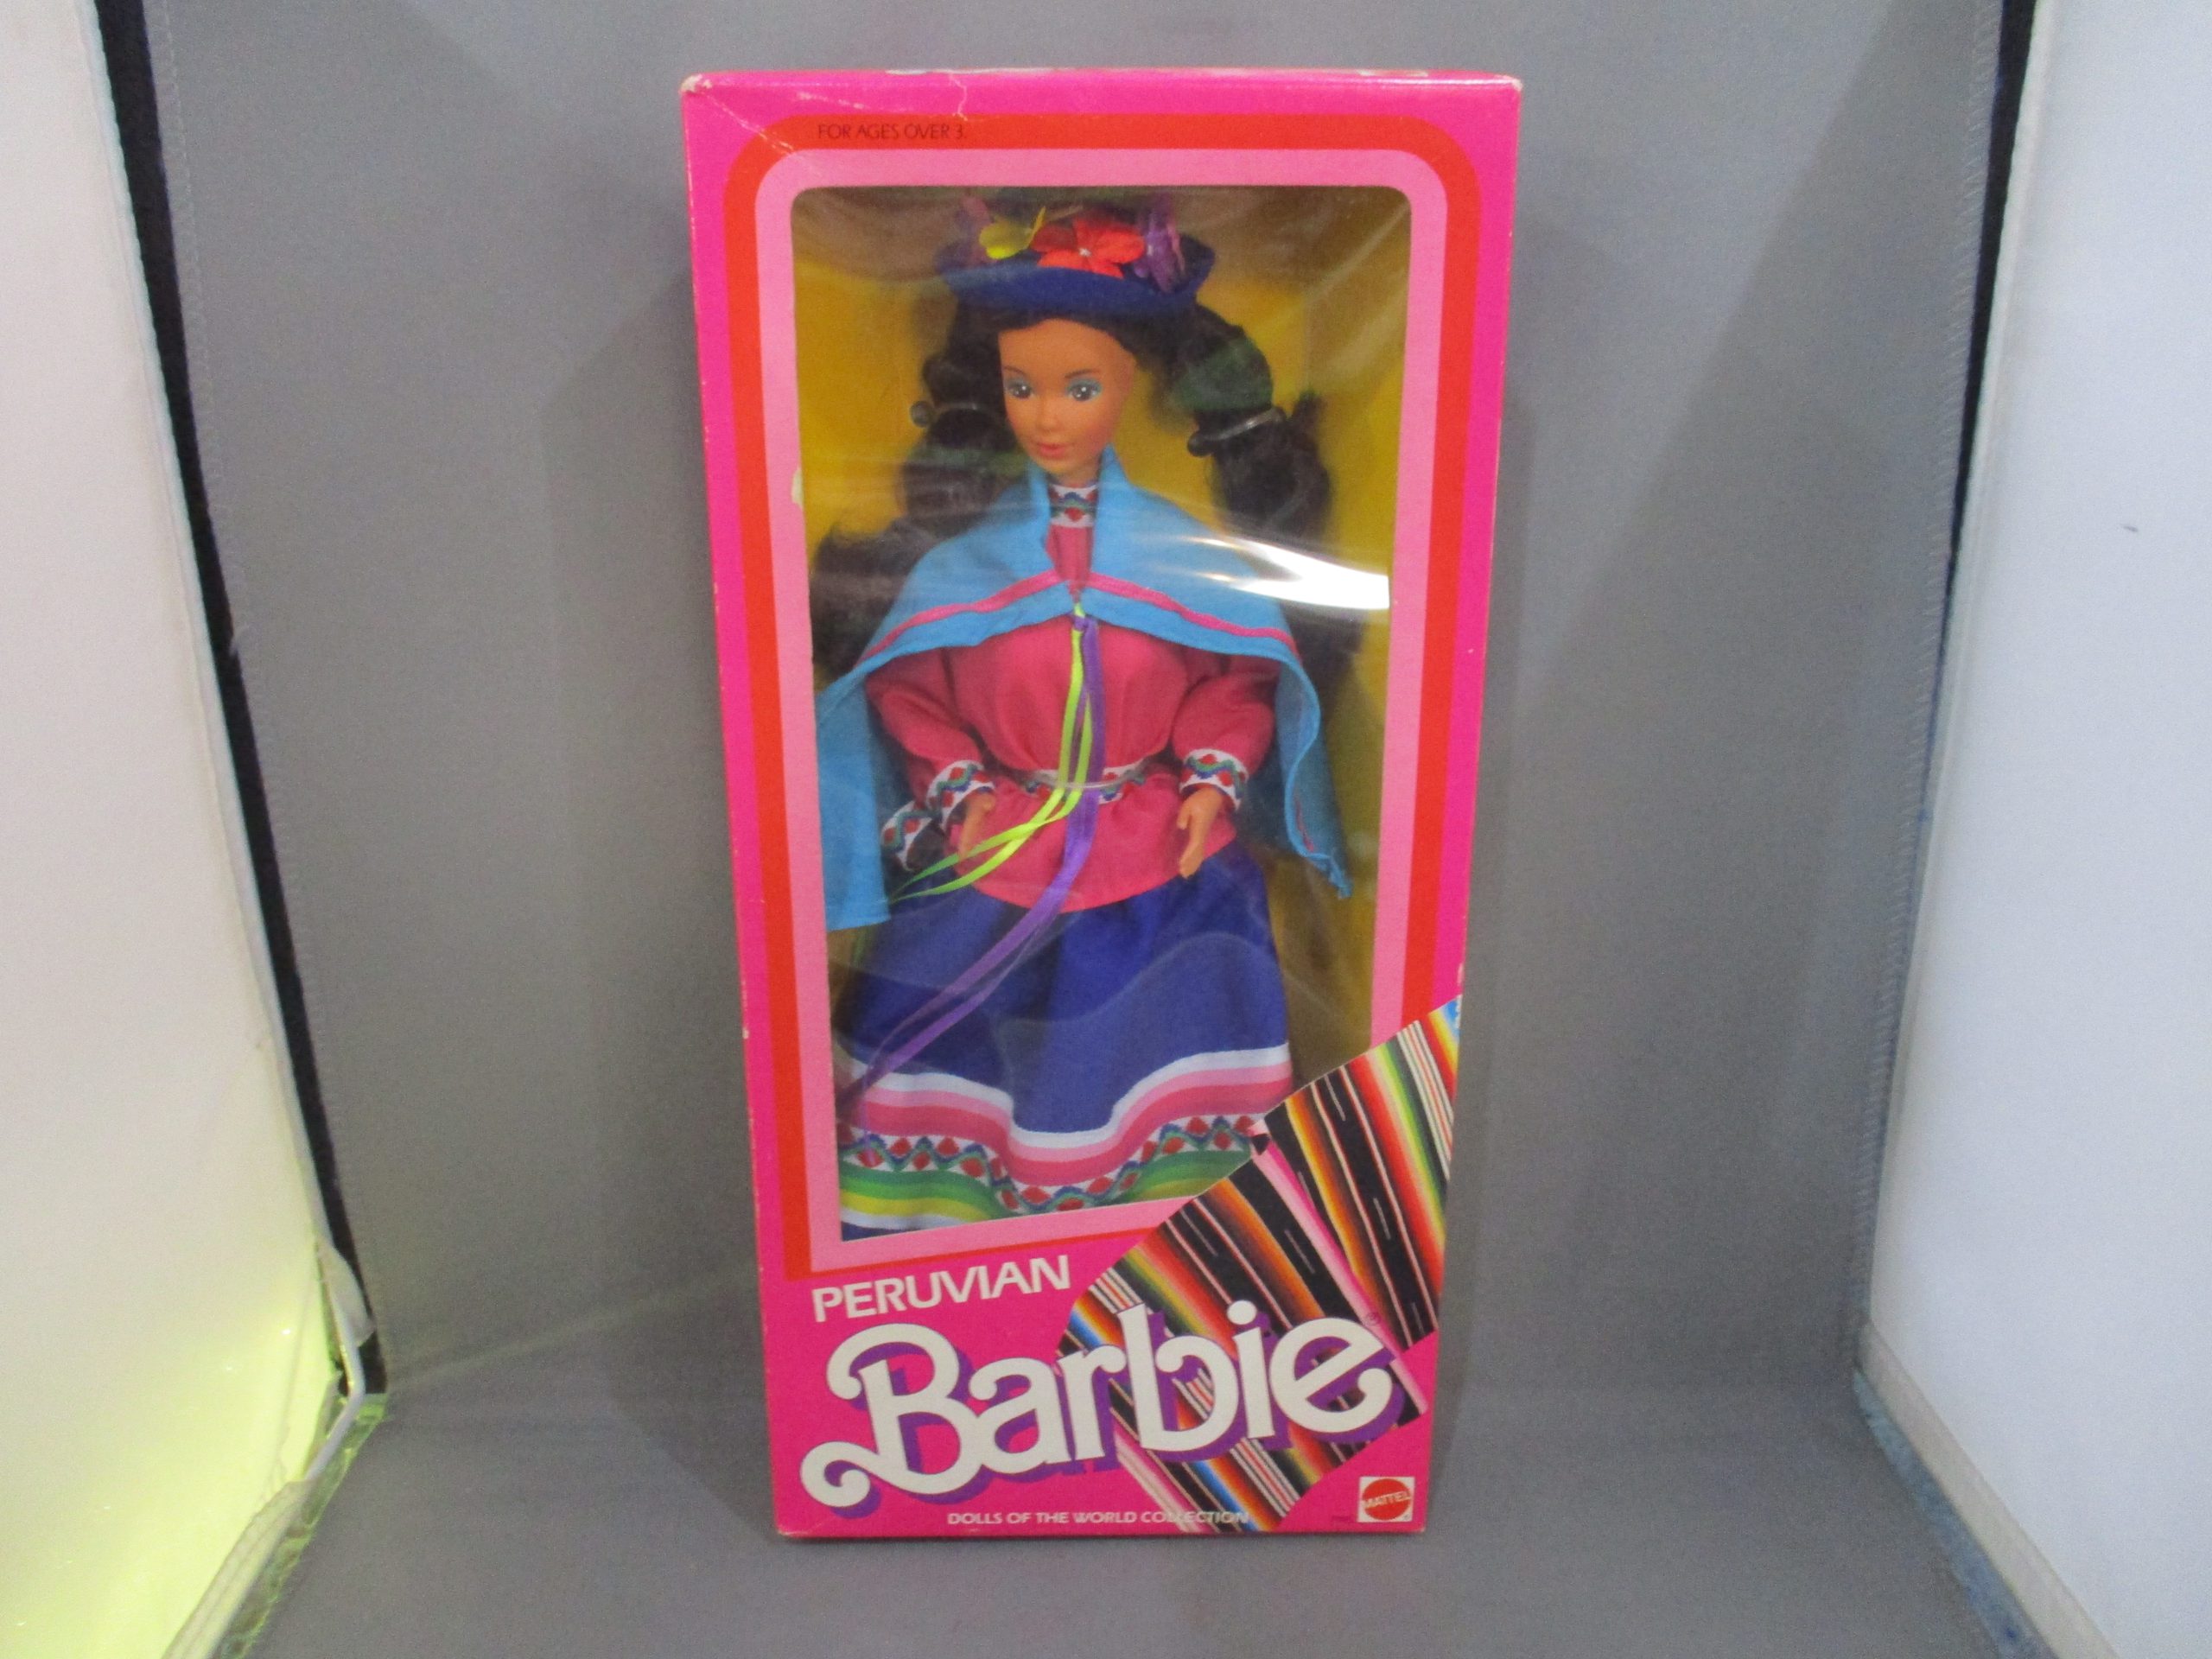 FOR AGES OVER 3.
PERUVIAN
Barbie®
DOLLS OF THE WORLD COLLECTION
MATTEL